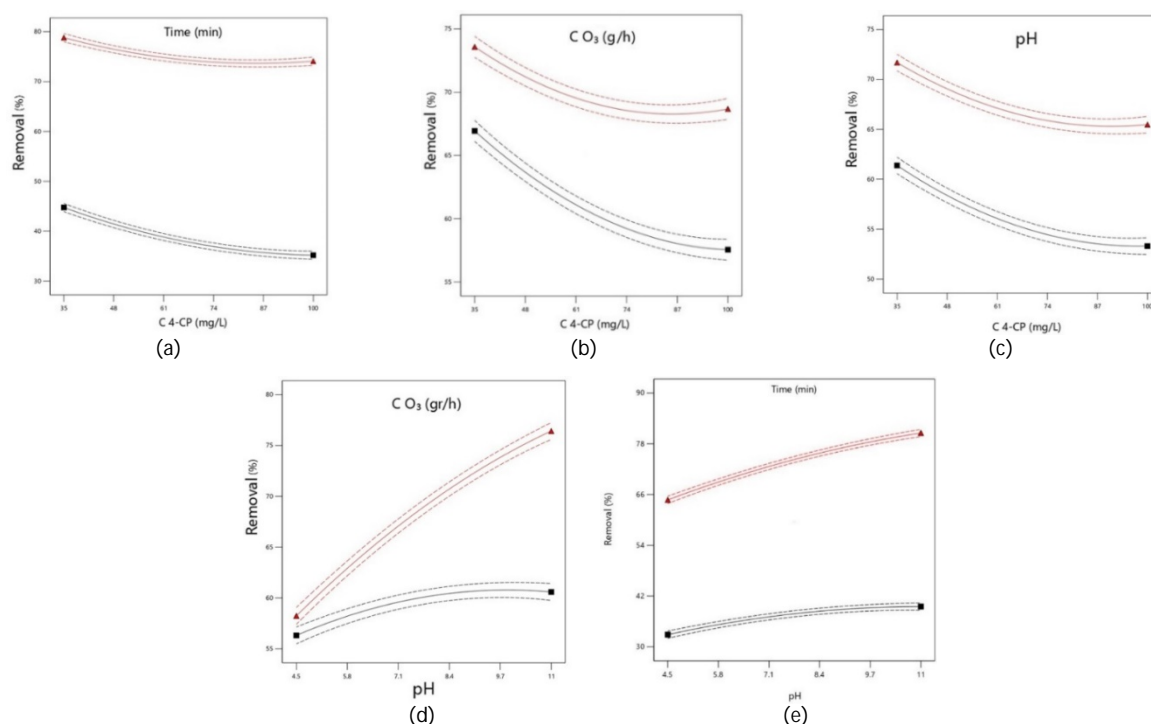 Time (min)
80
70
60
50
40
30
Removal (%)
35 48 61 74 87 100
C 4-CP (mg/L)
(a)
C O₃ (g/h)
75
70
65
60
55
Removal (%)
35 48 61 74 87 100
C 4-CP (mg/L)
(b)
pH
75
70
65
60
55
50
Removal (%)
35 48 61 74 87 100
C 4-CP (mg/L)
(c)
C O₃ (gr/h)
80
75
70
65
60
55
Removal (%)
4.5 5.8 7.1 8.4 9.7 11
pH
(d)
Time (min)
90
78
66
54
42
30
Removal (%)
4.5 5.8 7.1 8.4 9.7 11
pH
(e)